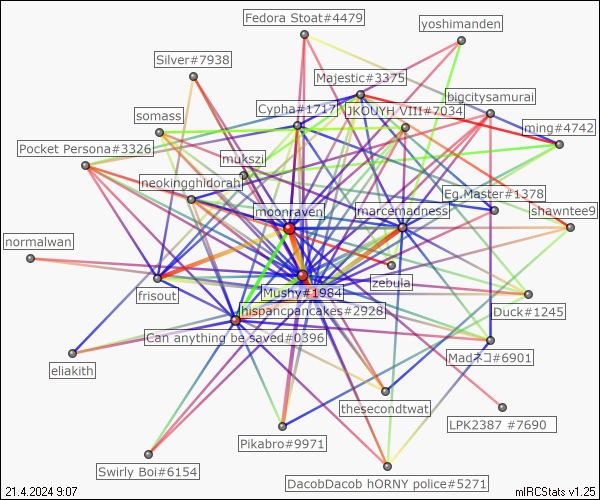 Fedora Stoat#4479
yoshimanden
Silver#7938
Majestic#3375
bigcitysamurai
Cypha#1717
JKOUYH VIII#7034
somass
ming#4742
Pocket Persona#3326
mukszi
neokingghidorah
Eg.Master#1378
moonraven
marcemadness
shawntee9
normalwan
zebula
frisout
Mushy#1984
hispancpancakes#2928
Duck#1245
Can anything be saved#0396
Madネコ#6901
eliakith
thesecondtwat
LPK2387 #7690
Pikabro#9971
Swirly Boi#6154
DacobDacob hORNY police#5271
21.4.2024 9:07
mIRCStats v1.25